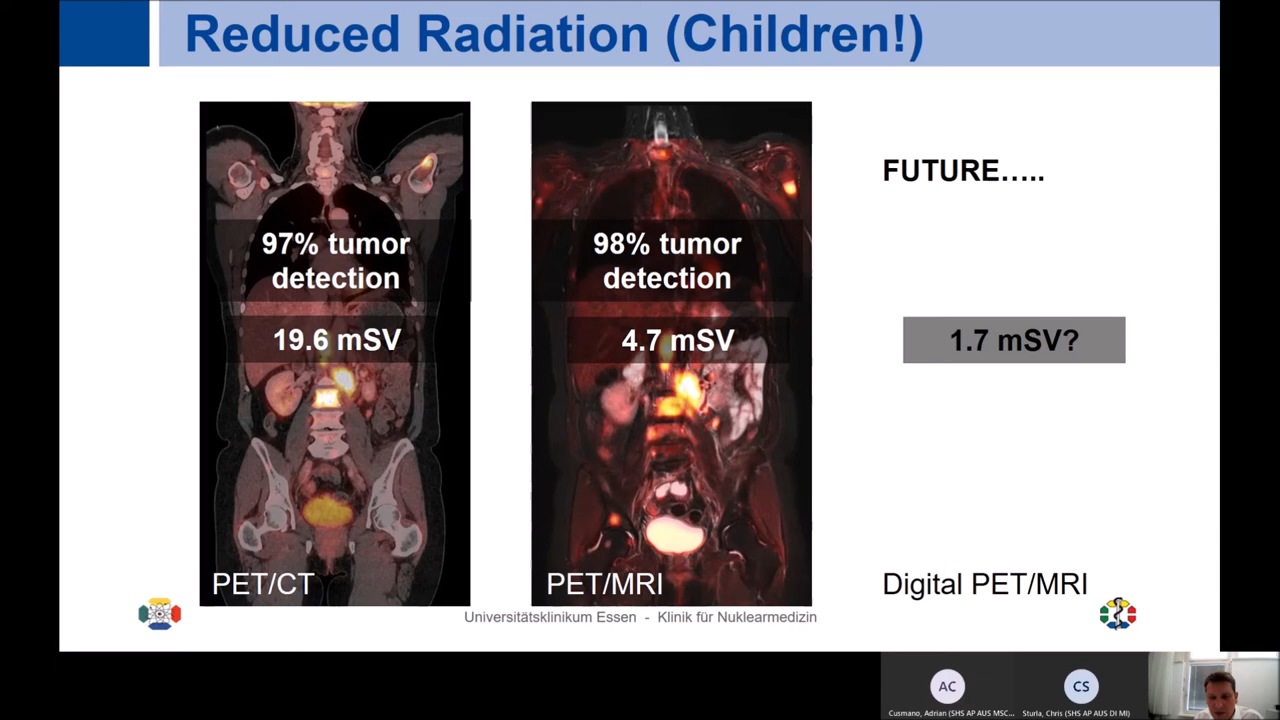 Reduced Radiation (Children!)
FUTURE.....
97% tumor
detection
98% tumor
detection
19.6 mSV
4.7 mSV
1.7 mSV?
PET/CT
PET/MRI
Digital PET/MRI
Universitätsklinikum Essen - Klinik für Nuklearmedizin
AC
CS
Cusmano, Adrian (SHS AP AUS MSC...
Sturla, Chris (SHS AP AUS DI MI)